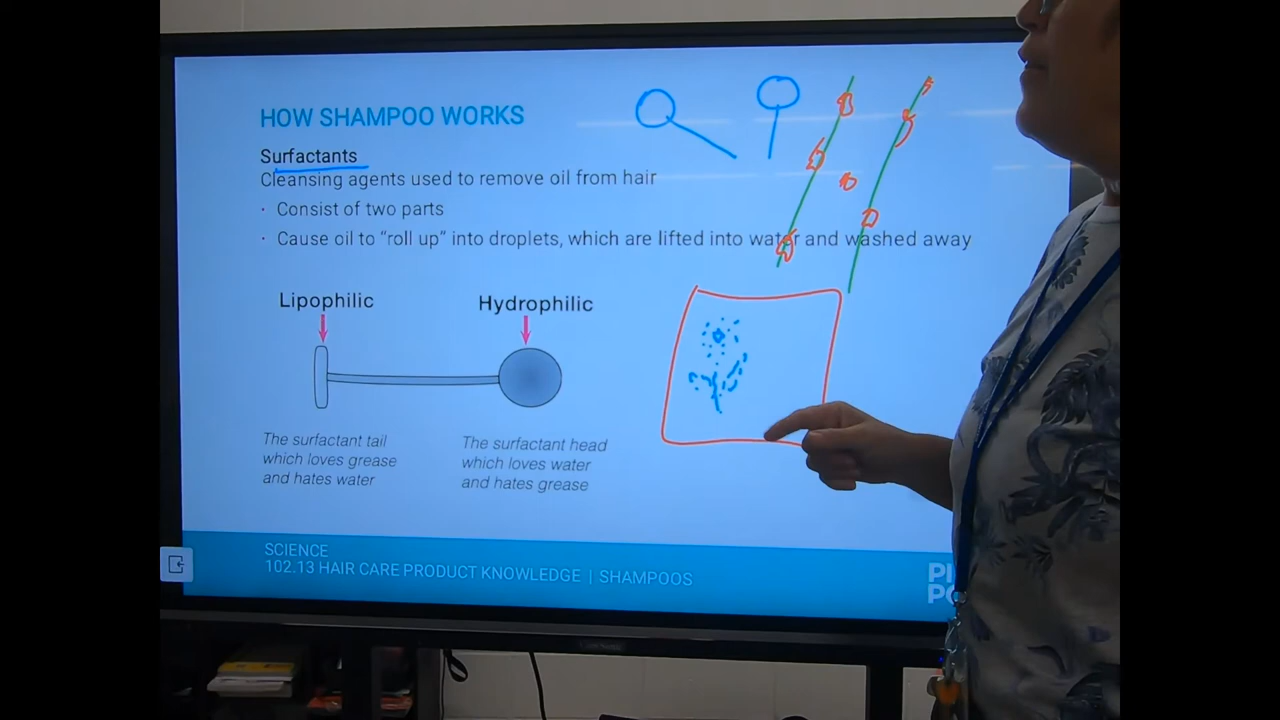 HOW SHAMPOO WORKS
Surfactants
Cleansing agents used to remove oil from hair
· Consist of two parts
· Cause oil to “roll up” into droplets, which are lifted into water and washed away
Lipophilic
Hydrophilic
The surfactant tail
which loves grease
and hates water
The surfactant head
which loves water
and hates grease
SCIENCE
102.13 HAIR CARE PRODUCT KNOWLEDGE | SHAMPOOS